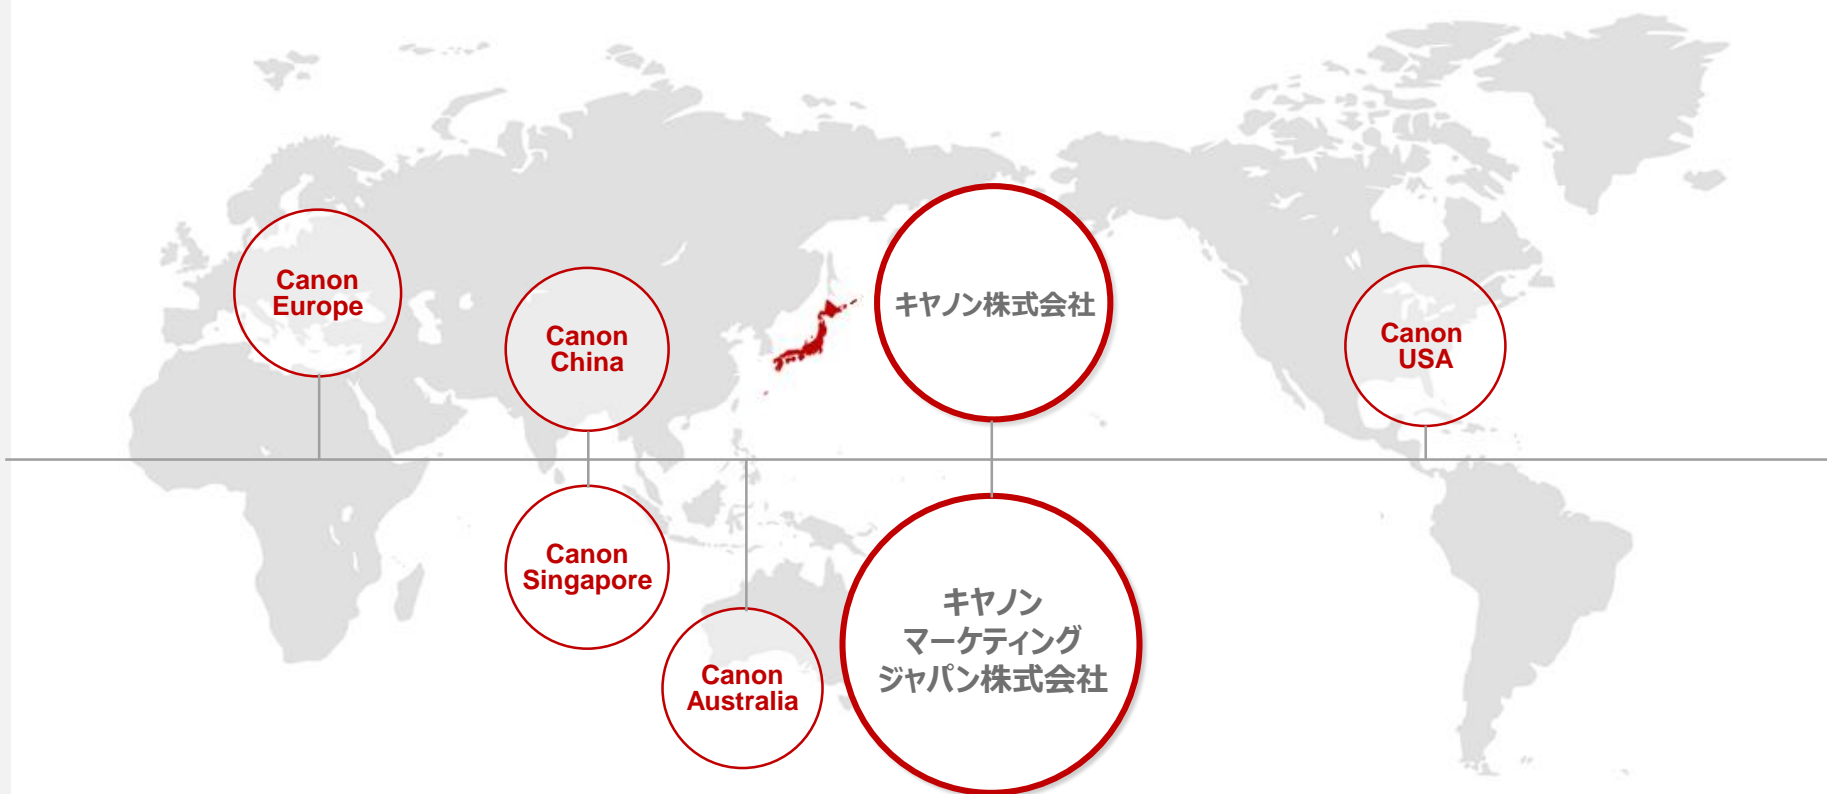 Canon
Europe
Canon
China
キヤノン株式会社
Canon
USA
Canon
Singapore
Canon
Australia
キヤノン
マーケティング
ジャパン株式会社